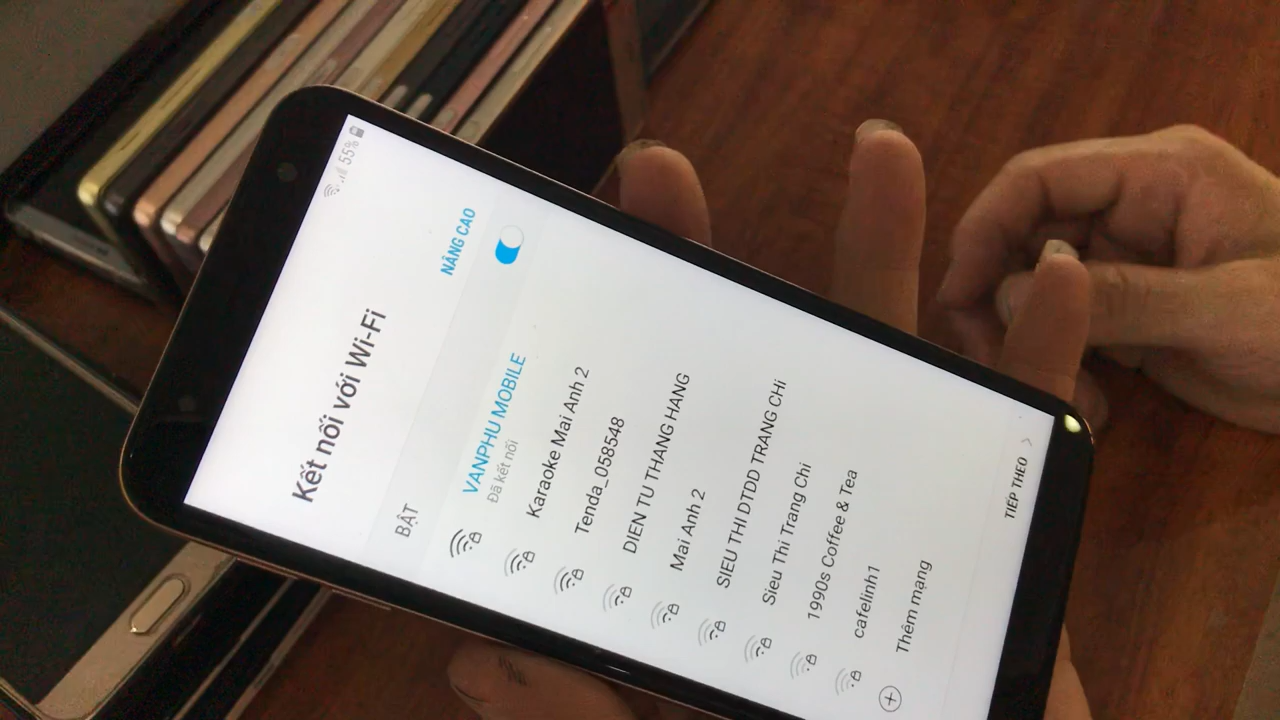 55%
Kết nối với Wi-Fi
NÂNG CAO
BẬT
VANPHU MOBILE
Đã kết nối
Karaoke Mai Anh 2
Tenda_058548
DIEN TU THANG HANG
Mai Anh 2
SIEU THI DTDD TRANG CHi
Sieu Thi Trang Chi
1990s Coffee & Tea
cafelinh1
Thêm mạng
TIẾP THEO >